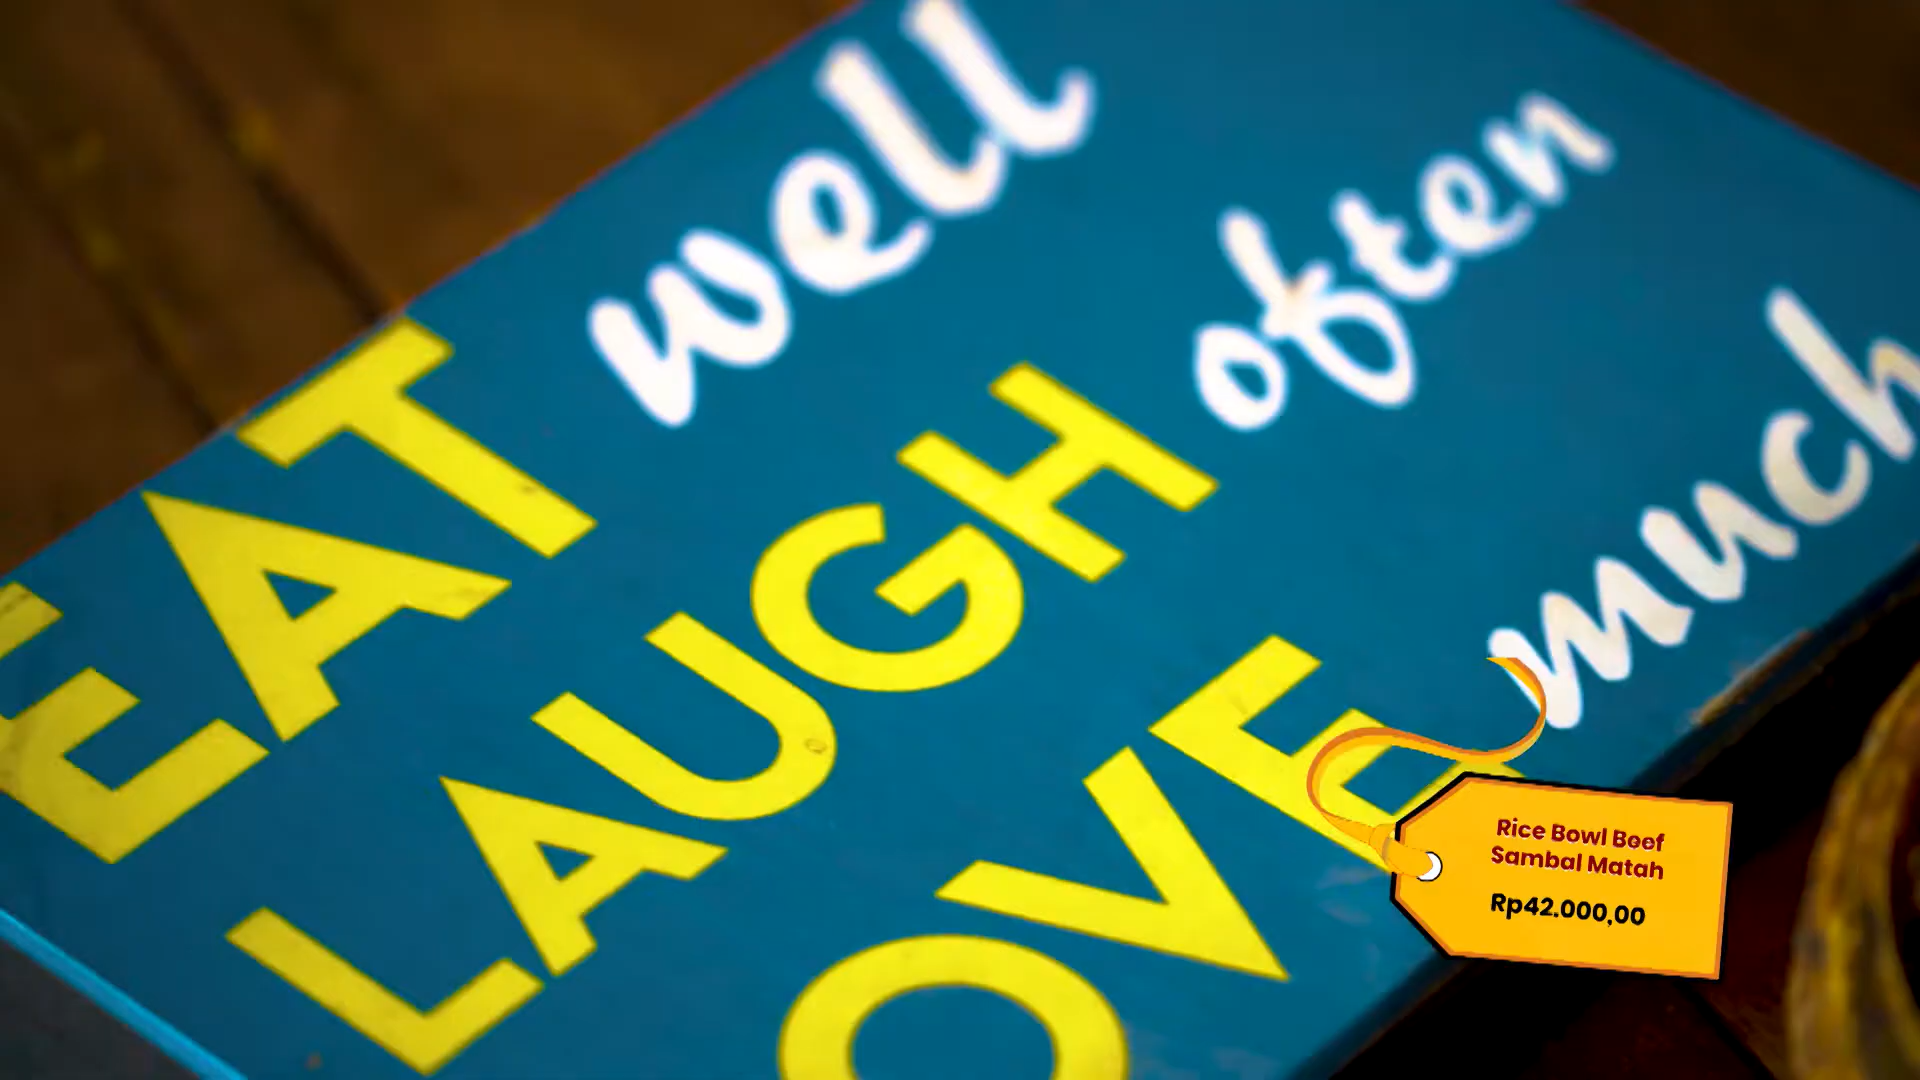 EAT well
LAUGH often
OVE much
Rice Bowl Beef
Sambal Matah
Rp42.000,00